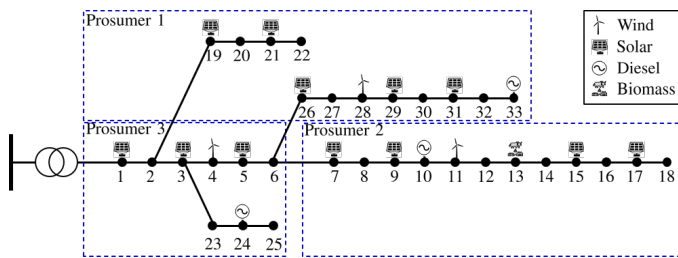 Prosumer 1
Wind
Solar
Diesel
Biomass
19 20 21 22
26 27 28 29 30 31 32 33
Prosumer 3
Prosumer 2
1 2 3 4 5 6 7 8 9 10 11 12 13 14 15 16 17 18
23 24 25